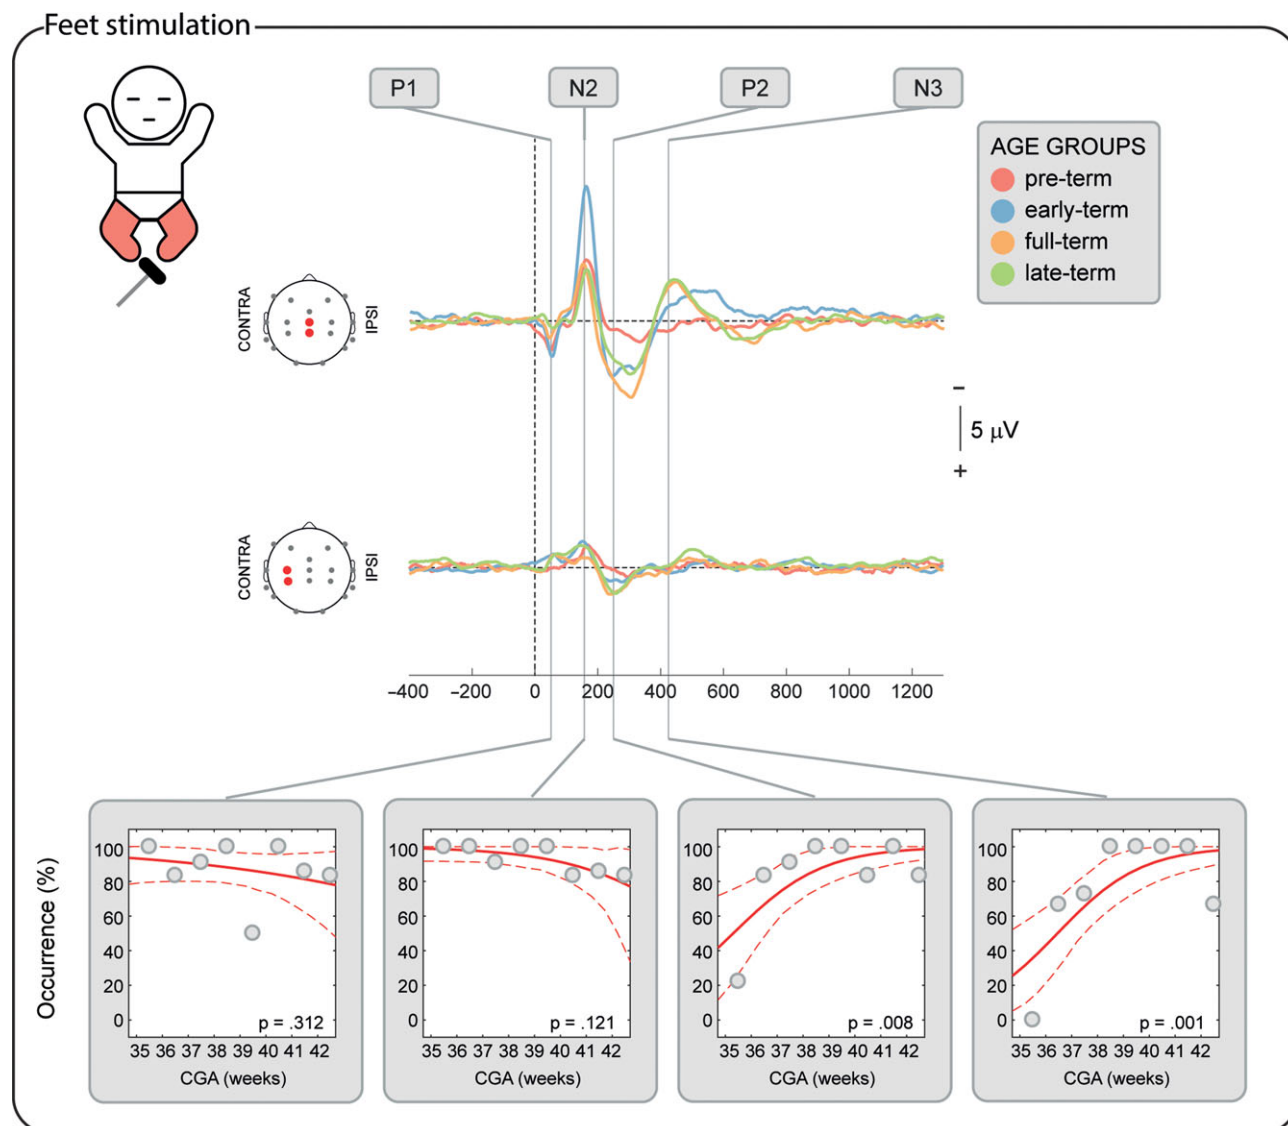 Feet stimulation
P1 N2 P2 N3
AGE GROUPS
pre-term
early-term
full-term
late-term
CONTRA IPSI
−
5 μV
+
CONTRA IPSI
−400 −200 0 200 400 600 800 1000 1200
Occurrence (%)
100 80 60 40 20 0
p = .312
35 36 37 38 39 40 41 42
CGA (weeks)
100 80 60 40 20 0
p = .121
35 36 37 38 39 40 41 42
CGA (weeks)
100 80 60 40 20 0
p = .008
35 36 37 38 39 40 41 42
CGA (weeks)
100 80 60 40 20 0
p = .001
35 36 37 38 39 40 41 42
CGA (weeks)